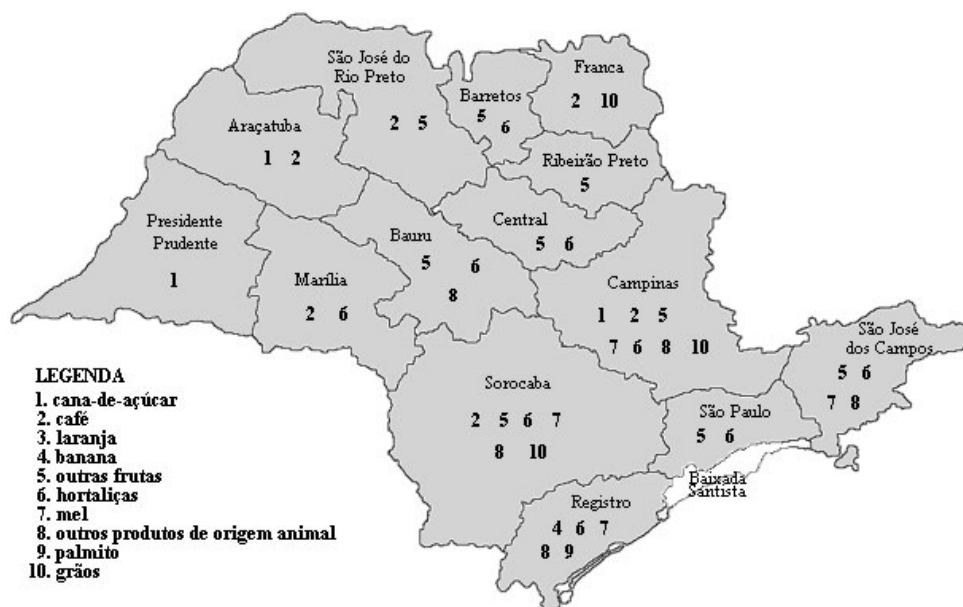 São José do
Rio Preto
2 5
Barretos
5
6
Franca
2 10
Araçatuba
1 2
Ribeirão Preto
5
Presidente
Prudente
1
Marília
2 6
Bauru
5 6
8
Central
5 6
Campinas
1 2 5
7 6 8 10
São José
dos Campos
5 6
7 8
Sorocaba
2 5 6 7
8 10
São Paulo
5 6
Baixada
Santista
Registro
4 6 7
8 9
LEGENDA
1. cana-de-açúcar
2. café
3. laranja
4. banana
5. outras frutas
6. hortaliças
7. mel
8. outros produtos de origem animal
9. palmito
10. grãos